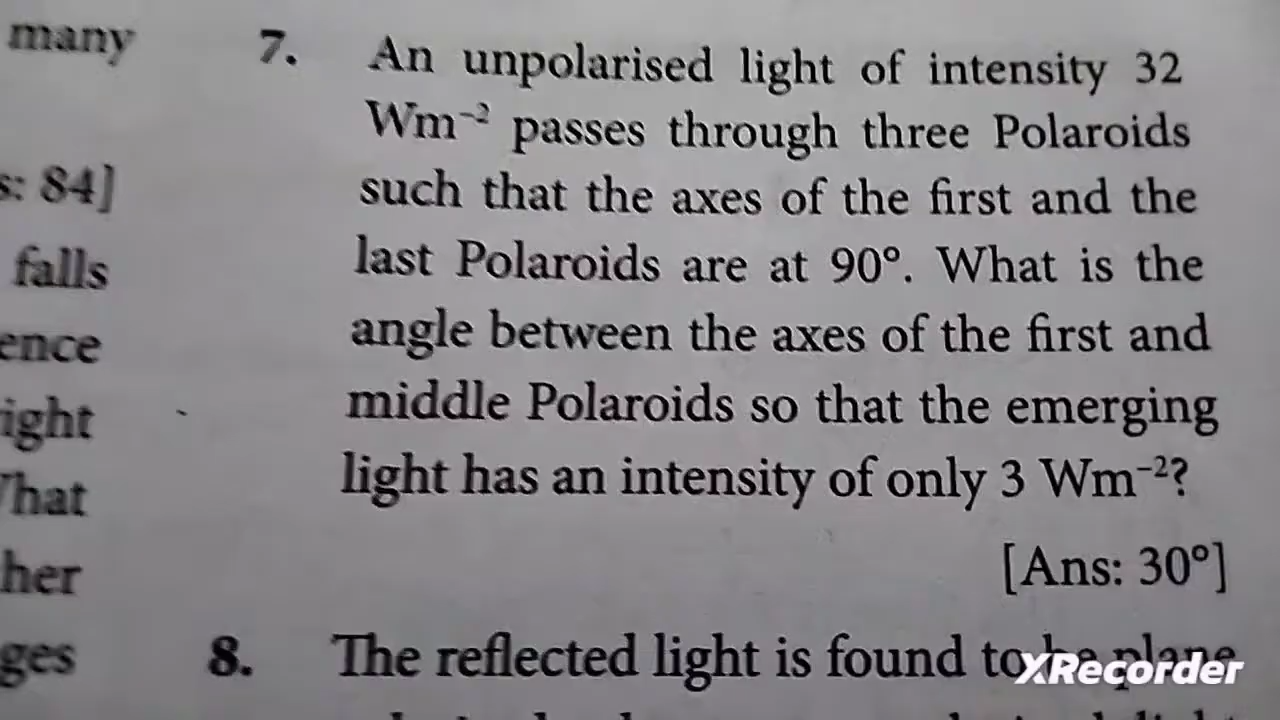 many
s: 84]
falls
ence
ight
hat
her
ges
7. An unpolarised light of intensity 32
Wm⁻² passes through three Polaroids
such that the axes of the first and the
last Polaroids are at 90°. What is the
angle between the axes of the first and
middle Polaroids so that the emerging
light has an intensity of only 3 Wm⁻²?
[Ans: 30°]
8. The reflected light is found to be plane
XRecorder